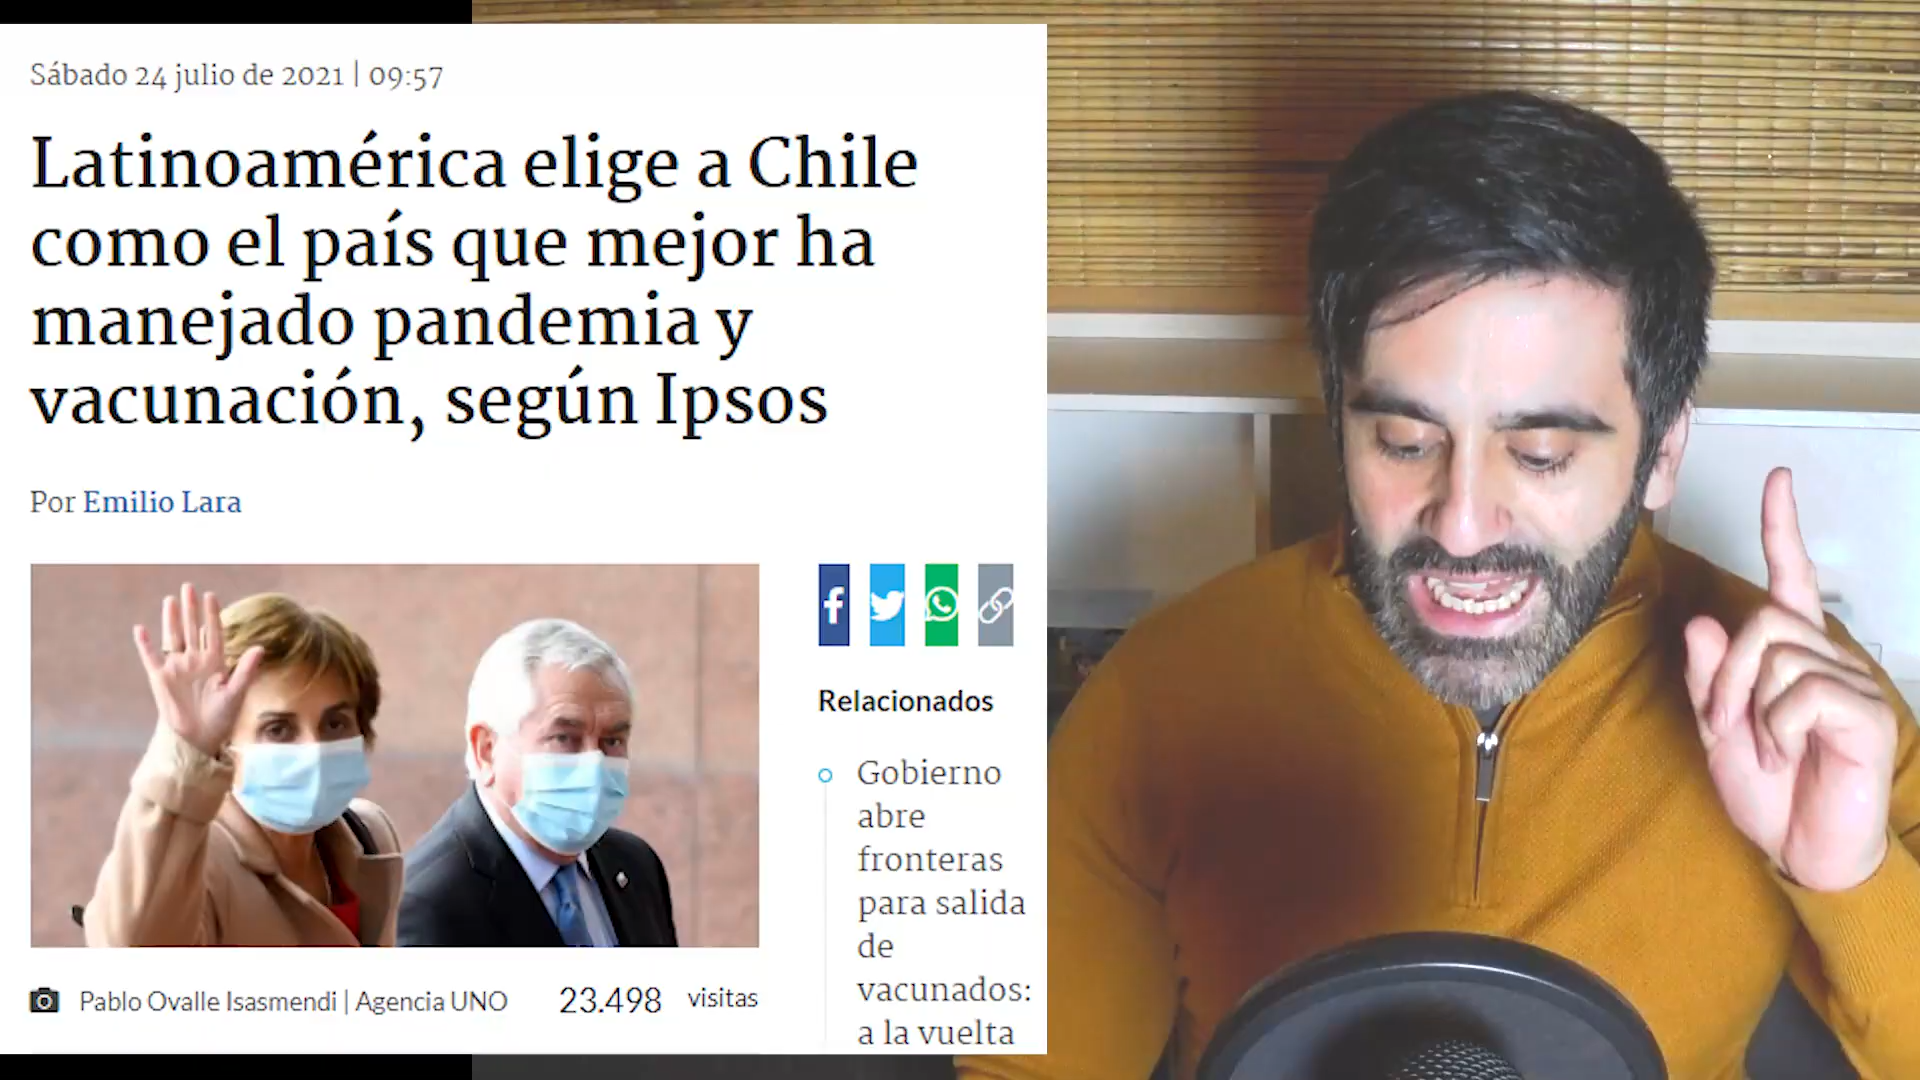 Sábado 24 julio de 2021 | 09:57
Latinoamérica elige a Chile
como el país que mejor ha
manejado pandemia y
vacunación, según Ipsos
Por Emilio Lara
Pablo Ovalle Isasmendi | Agencia UNO
23.498 visitas
Relacionados
Gobierno
abre
fronteras
para salida
de
vacunados:
a la vuelta